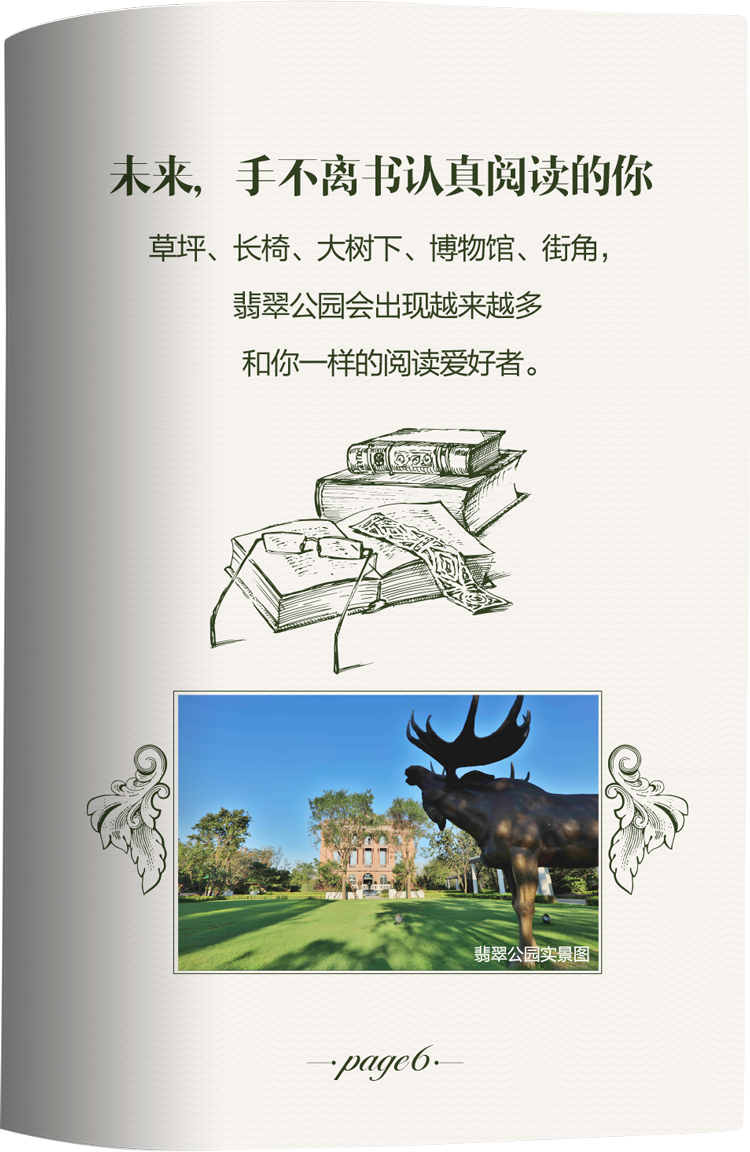 未来，手不离书认真阅读的你
草坪、长椅、大树下、博物馆、街角，
翡翠公园会出现越来越多
和你一样的阅读爱好者。
翡翠公园实景图
page6